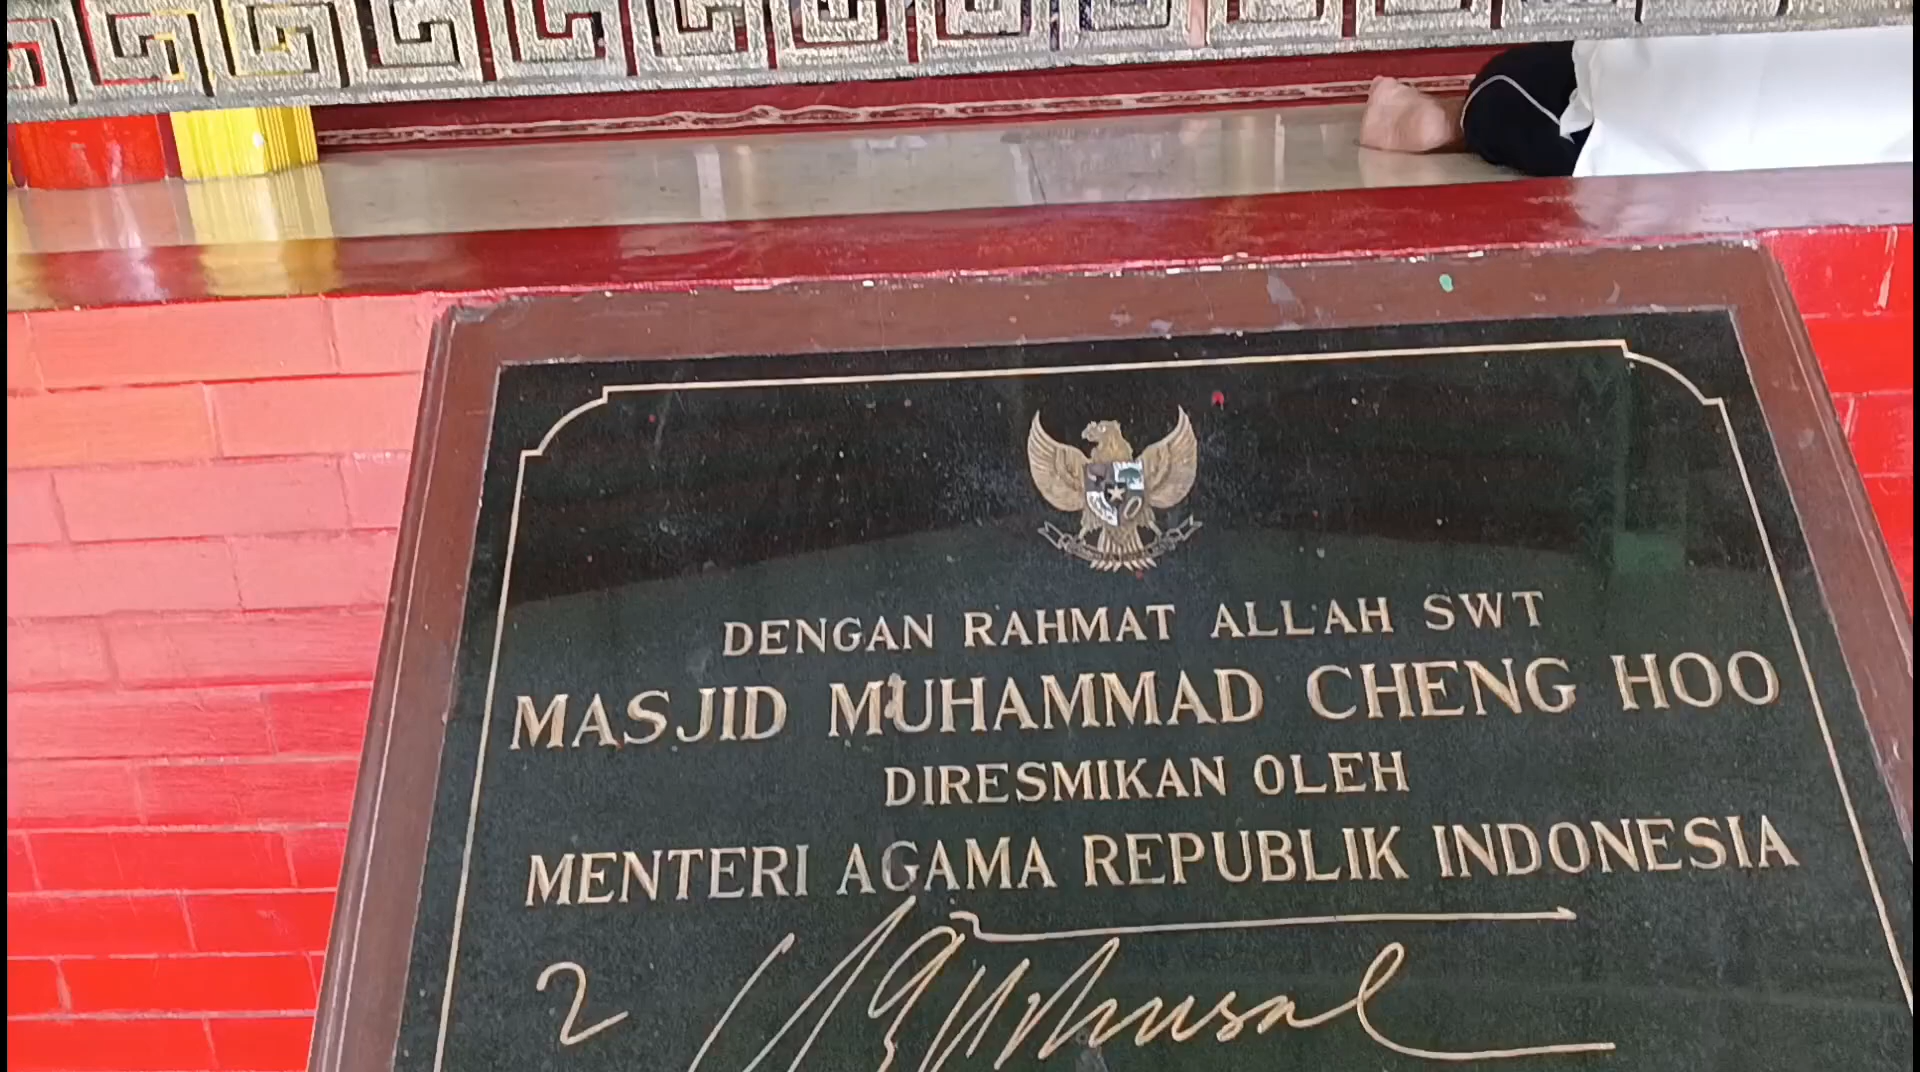 DENGAN RAHMAT ALLAH SWT
MASJID MUHAMMAD CHENG HOO
DIRESMIKAN OLEH
MENTERI AGAMA REPUBLIK INDONESIA